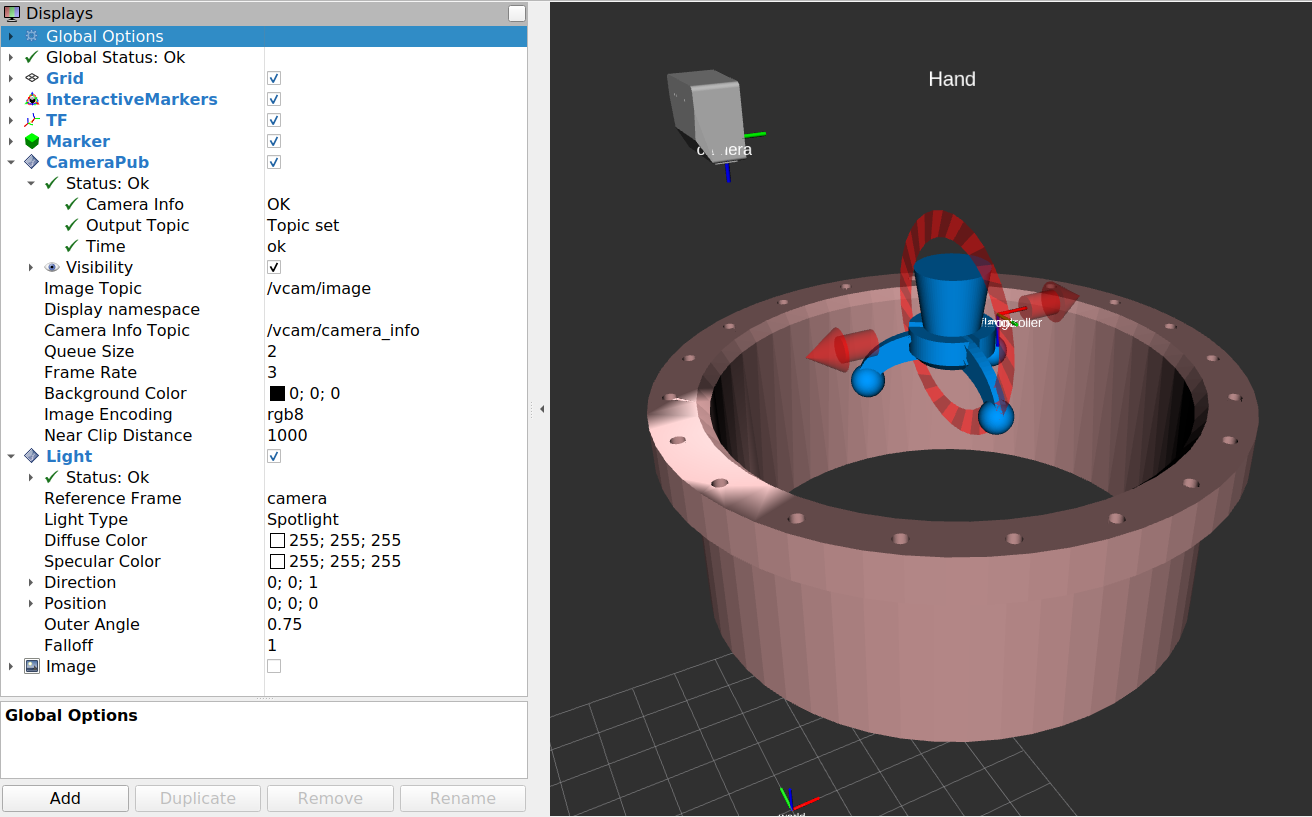 Displays
Global Options
Global Status: Ok
Grid
InteractiveMarkers
TF
Marker
CameraPub
Status: Ok
Camera Info OK
Output Topic Topic set
Time ok
Visibility
Image Topic /vcam/image
Display namespace
Camera Info Topic /vcam/camera_info
Queue Size 2
Frame Rate 3
Background Color 0; 0; 0
Image Encoding rgb8
Near Clip Distance 1000
Light
Status: Ok
Reference Frame camera
Light Type Spotlight
Diffuse Color 255; 255; 255
Specular Color 255; 255; 255
Direction 0; 0; 1
Position 0; 0; 0
Outer Angle 0.75
Falloff 1
Image
Global Options
Add Duplicate Remove Rename
Hand